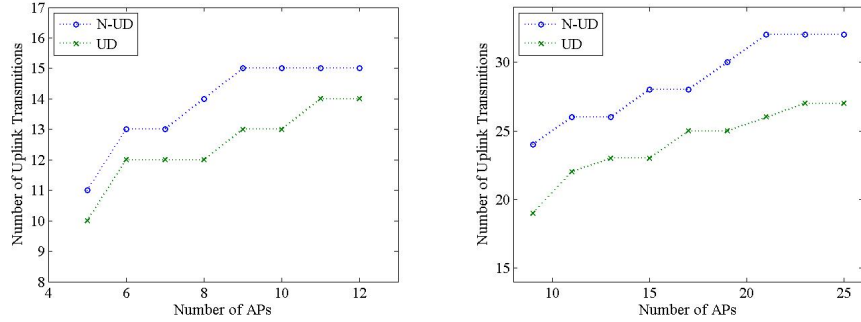 N-UD
UD
15
14
13
12
11
10
9
8
4
6
8
10
12
Number of Uplink Transmitions
Number of APs
N-UD
UD
30
25
20
15
10
15
20
25
Number of Uplink Transmitions
Number of APs
17
16